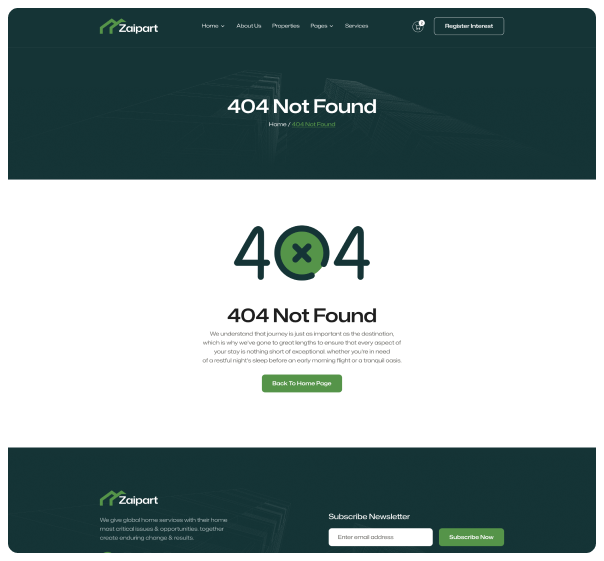 Zaipart
Home About Us Properties Pages Services
Register Interest
404 Not Found
Home / 404 Not Found
404
404 Not Found
We understand that journey is just as important as the destination,
which is why we've gone to great lengths to ensure that every aspect of
your stay is nothing short of exceptional. whether you're in need
of a restful night's sleep before an early morning flight or a tranquil oasis.
Back To Home Page
Zaipart
We give global home services with their home
most critical issues & opportunities. together
create enduring change & results.
Subscribe Newsletter
Enter email address
Subscribe Now